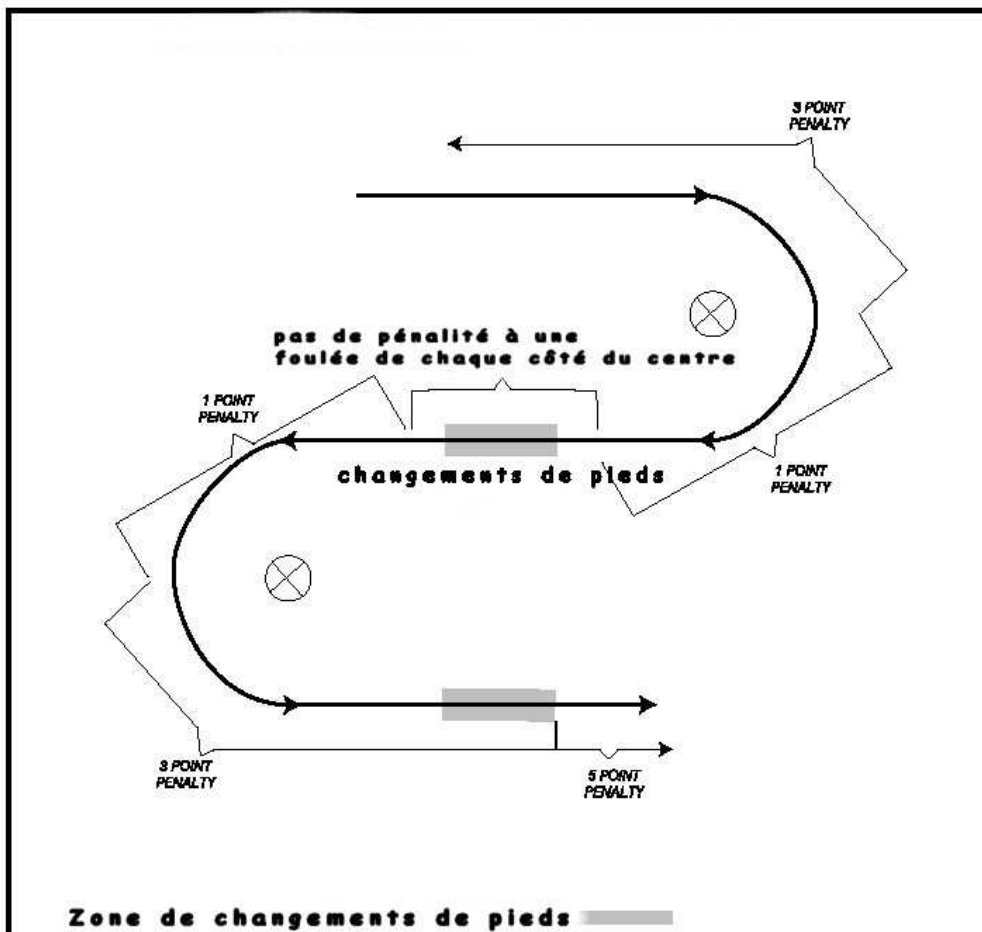 3 POINT
PENALTY
pas de pénalité à une
foulée de chaque côté du centre
1 POINT
PENALTY
changements de pieds
1 POINT
PENALTY
3 POINT
PENALTY
5 POINT
PENALTY
Zone de changements de pieds